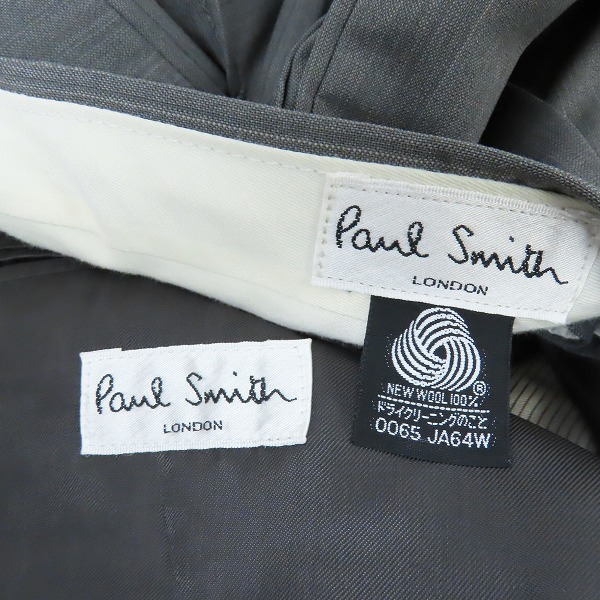 Paul Smith
LONDON
NEW WOOL 100% ®
ドライクリーニングのこと
0065 JA64W
Paul Smith
LONDON